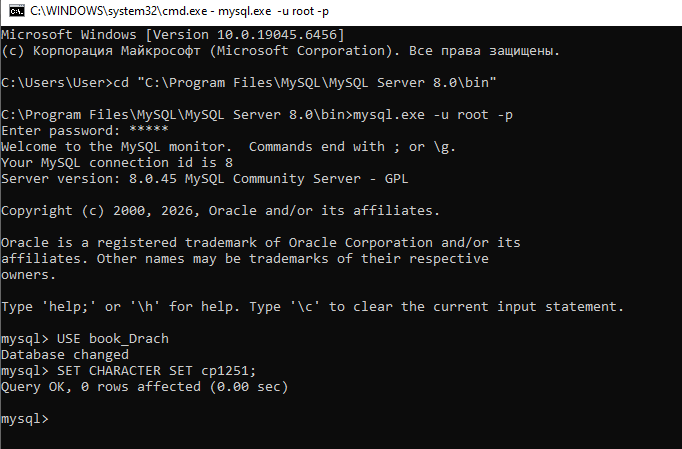 C:\WINDOWS\system32\cmd.exe - mysql.exe -u root -p
Microsoft Windows [Version 10.0.19045.6456]
(c) Корпорация Майкрософт (Microsoft Corporation). Все права защищены.
C:\Users\User>cd "C:\Program Files\MySQL\MySQL Server 8.0\bin"
C:\Program Files\MySQL\MySQL Server 8.0\bin>mysql.exe -u root -p
Enter password: *****
Welcome to the MySQL monitor.  Commands end with ; or \g.
Your MySQL connection id is 8
Server version: 8.0.45 MySQL Community Server - GPL
Copyright (c) 2000, 2026, Oracle and/or its affiliates.
Oracle is a registered trademark of Oracle Corporation and/or its
affiliates. Other names may be trademarks of their respective
owners.
Type 'help;' or '\h' for help. Type '\c' to clear the current input statement.
mysql> USE book_Drach
Database changed
mysql> SET CHARACTER SET cp1251;
Query OK, 0 rows affected (0.00 sec)
mysql>